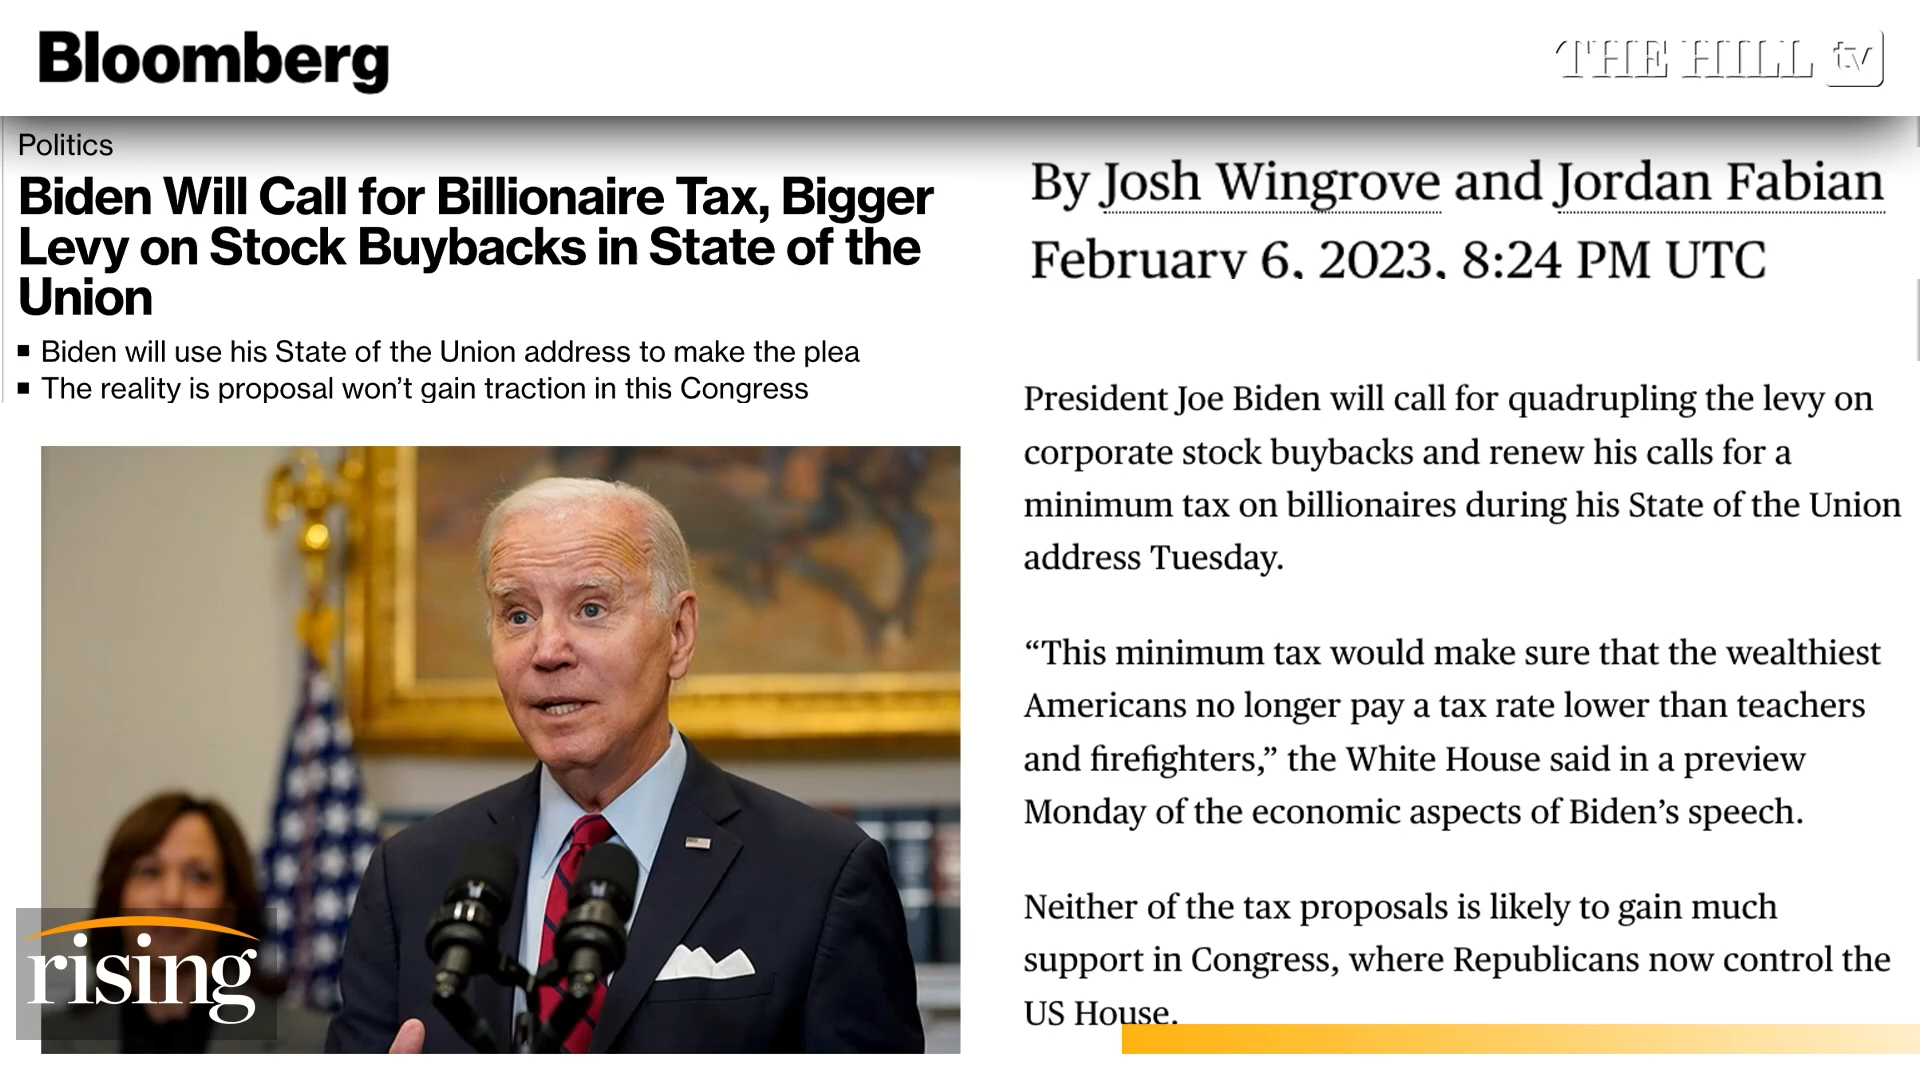 Bloomberg
THE HILL tv
Politics
Biden Will Call for Billionaire Tax, Bigger
Levy on Stock Buybacks in State of the
Union
▪ Biden will use his State of the Union address to make the plea
▪ The reality is proposal won’t gain traction in this Congress
rising
By Josh Wingrove and Jordan Fabian
February 6, 2023, 8:24 PM UTC
President Joe Biden will call for quadrupling the levy on
corporate stock buybacks and renew his calls for a
minimum tax on billionaires during his State of the Union
address Tuesday.
“This minimum tax would make sure that the wealthiest
Americans no longer pay a tax rate lower than teachers
and firefighters,” the White House said in a preview
Monday of the economic aspects of Biden’s speech.
Neither of the tax proposals is likely to gain much
support in Congress, where Republicans now control the
US House.